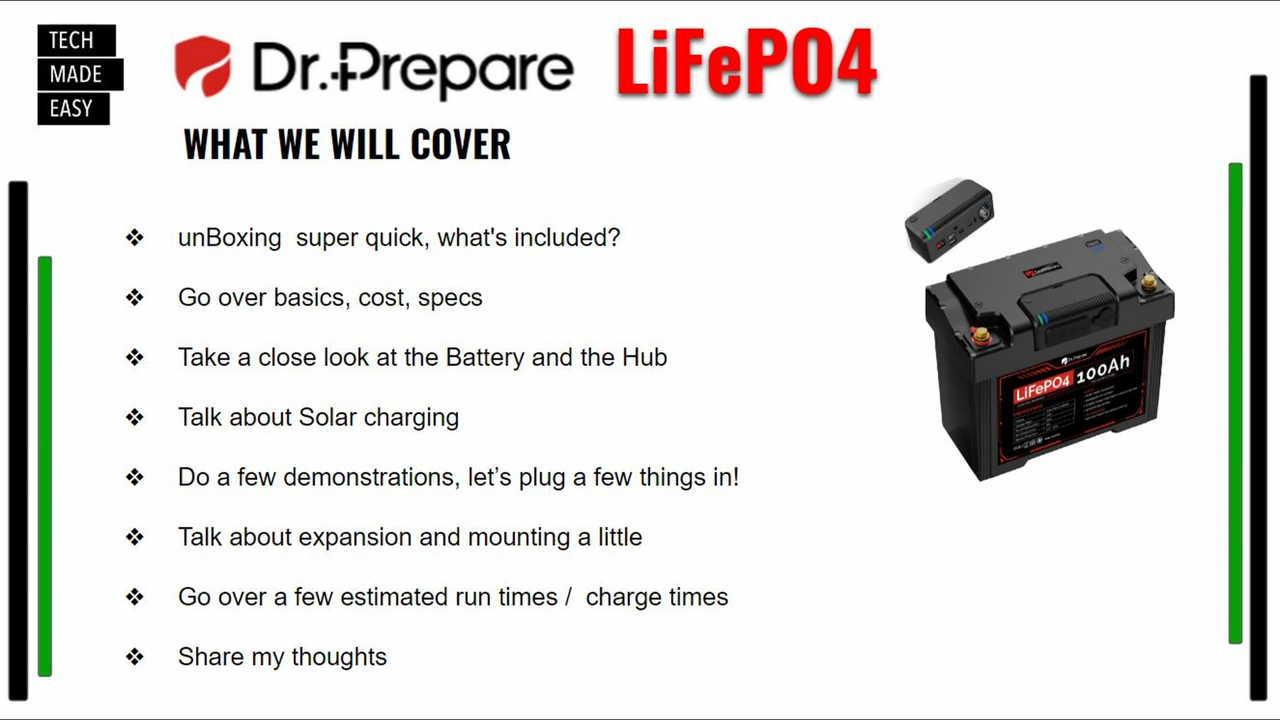 TECH
MADE
EASY
Dr.Prepare
LiFePO4
WHAT WE WILL COVER
❖ unBoxing  super quick, what's included?
❖ Go over basics, cost, specs
❖ Take a close look at the Battery and the Hub
❖ Talk about Solar charging
❖ Do a few demonstrations, let’s plug a few things in!
❖ Talk about expansion and mounting a little
❖ Go over a few estimated run times /  charge times
❖ Share my thoughts
Dr.Prepare
LiFePO4 100Ah